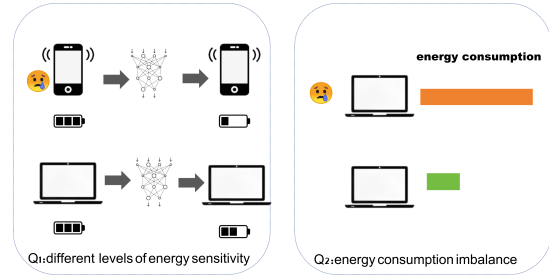 energy consumption
Q₁:different levels of energy sensitivity
Q₂:energy consumption imbalance